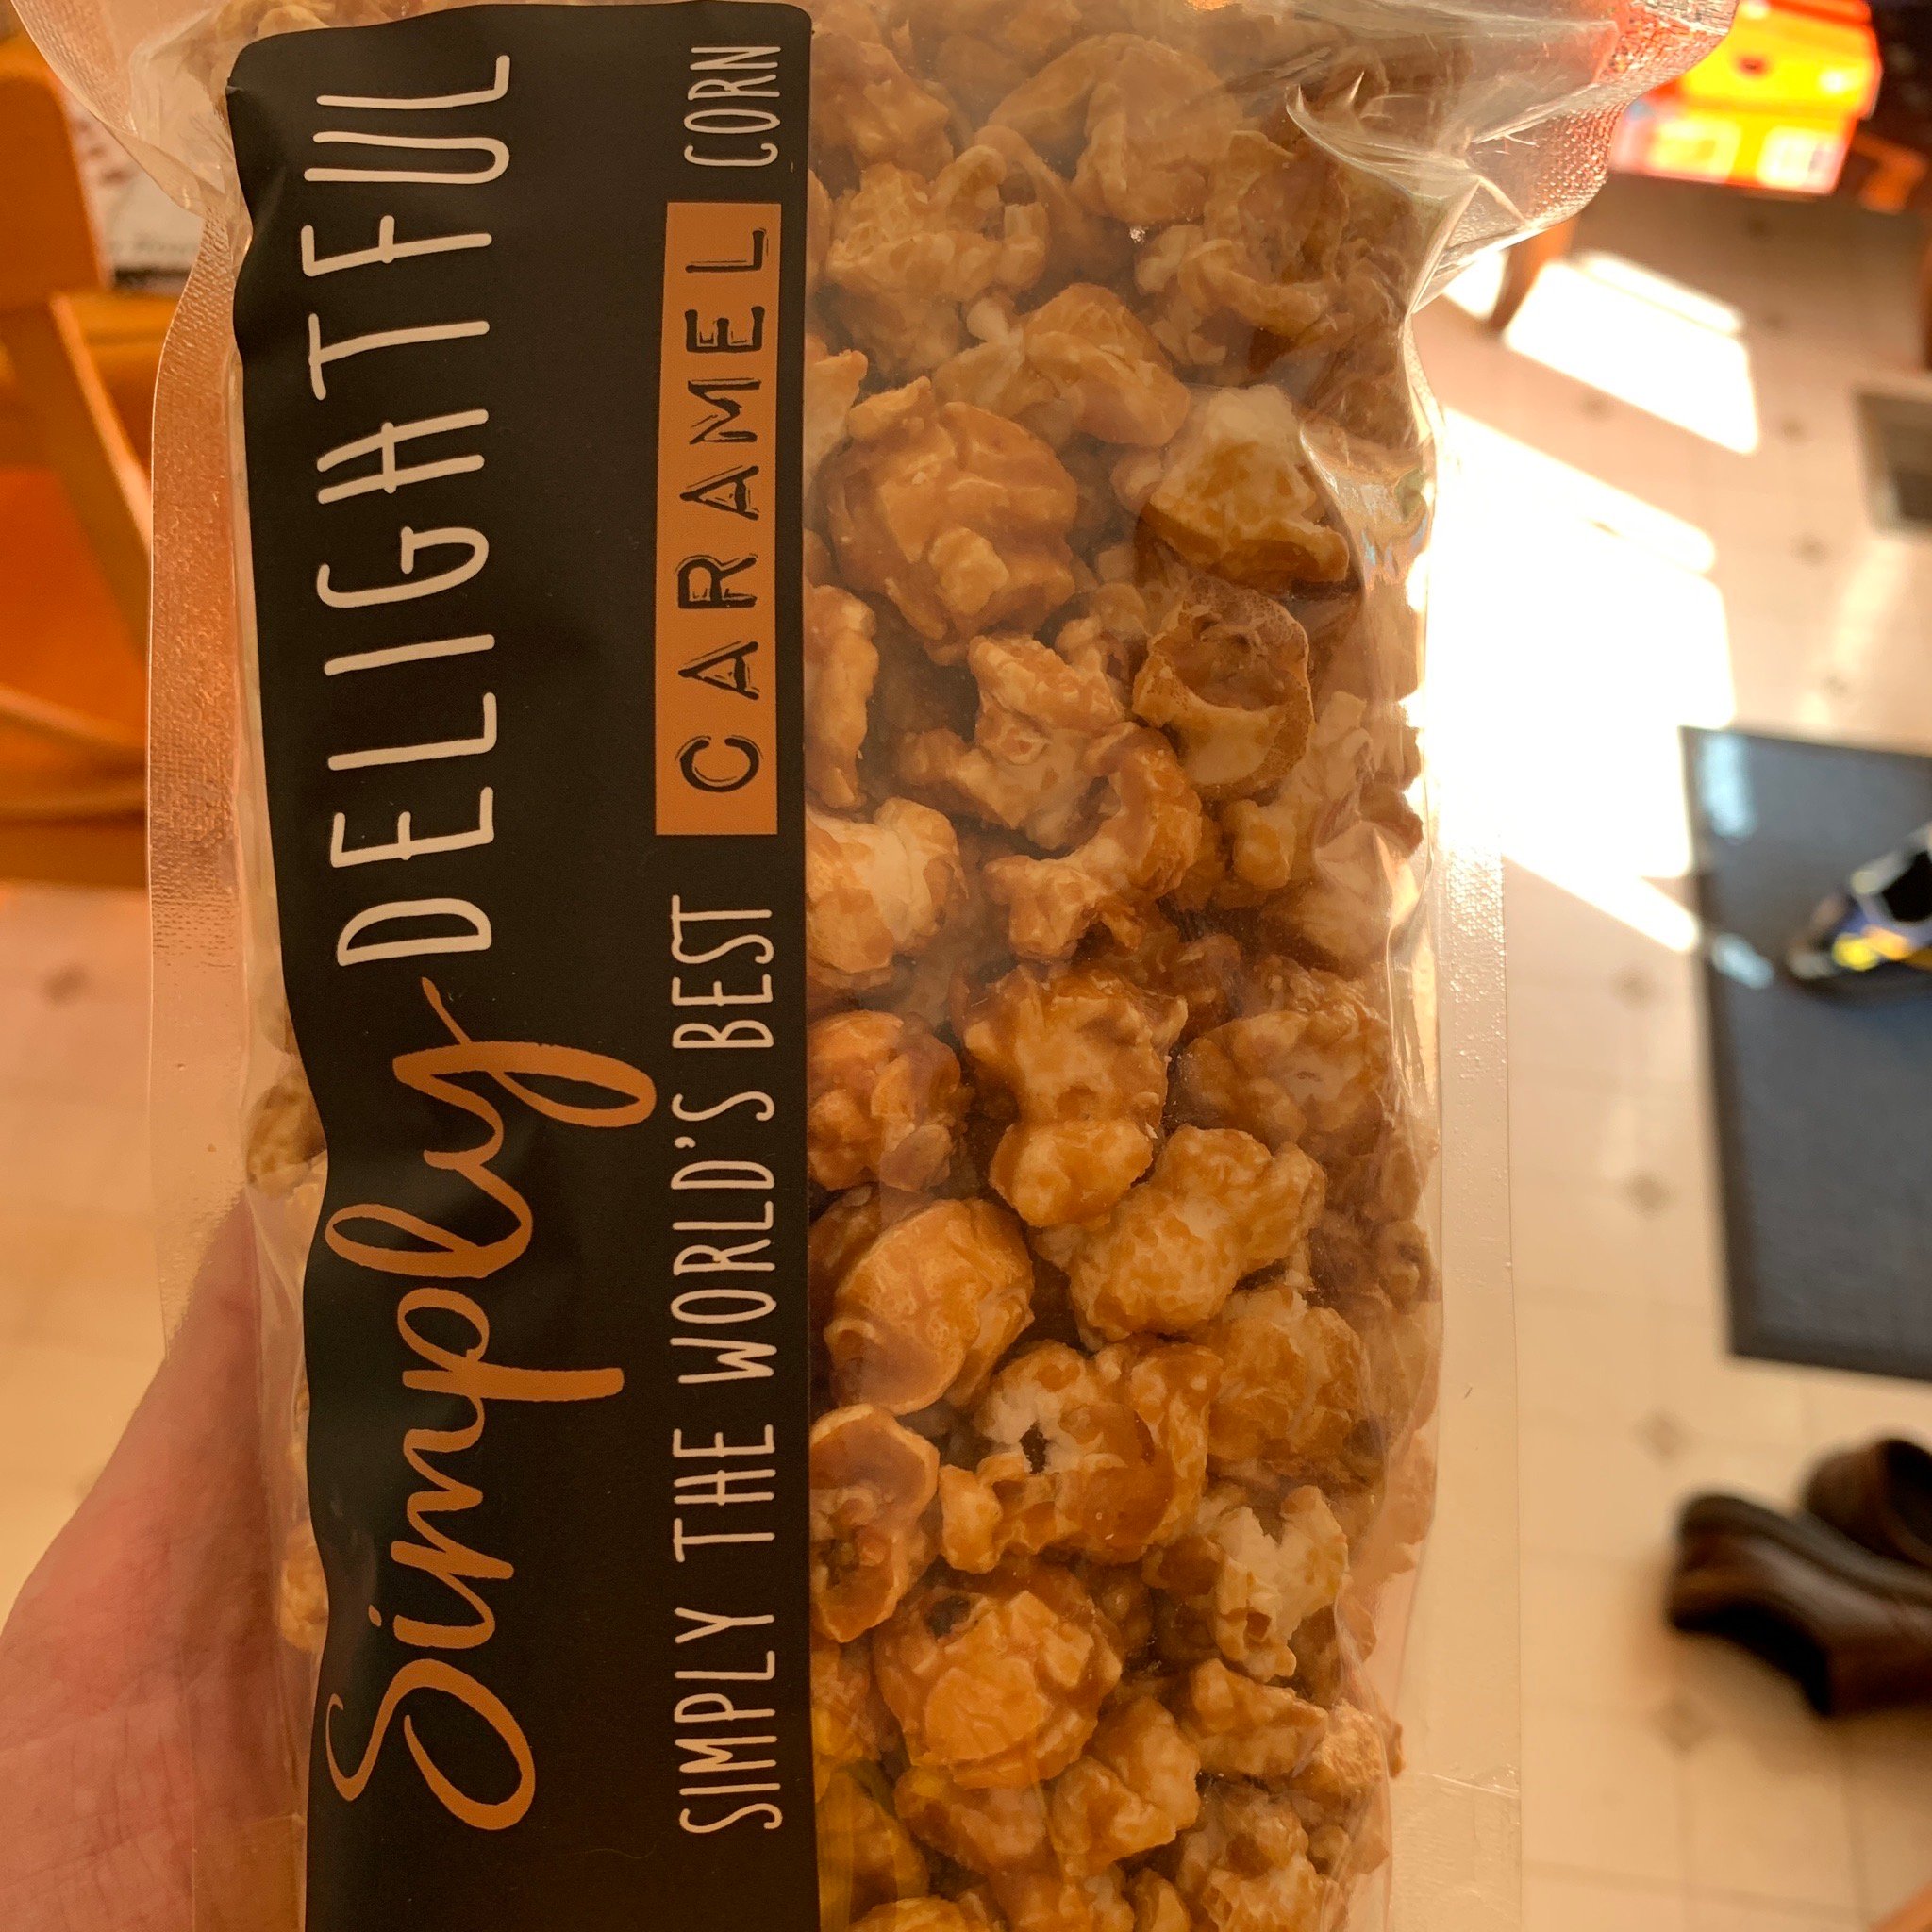 Simply DELIGHTFUL
SIMPLY THE WORLD'S BEST CARAMEL CORN